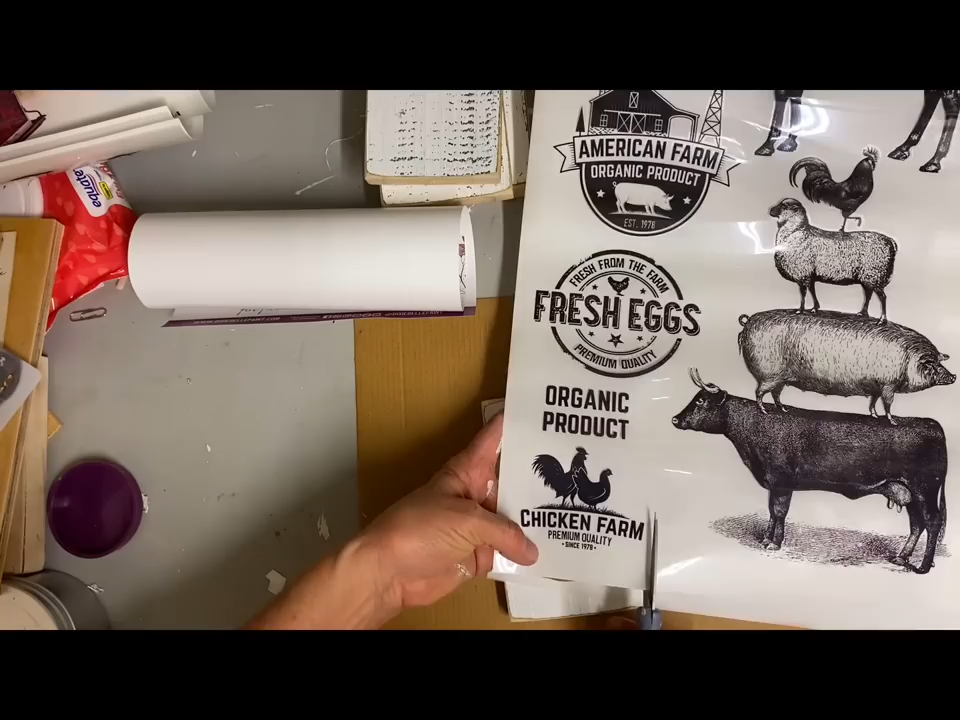 equate
AMERICAN FARM
ORGANIC PRODUCT
EST. 1978
FRESH FROM THE FARM
FRESH EGGS
PREMIUM QUALITY
ORGANIC
PRODUCT
CHICKEN FARM
PREMIUM QUALITY
• SINCE 1978 •